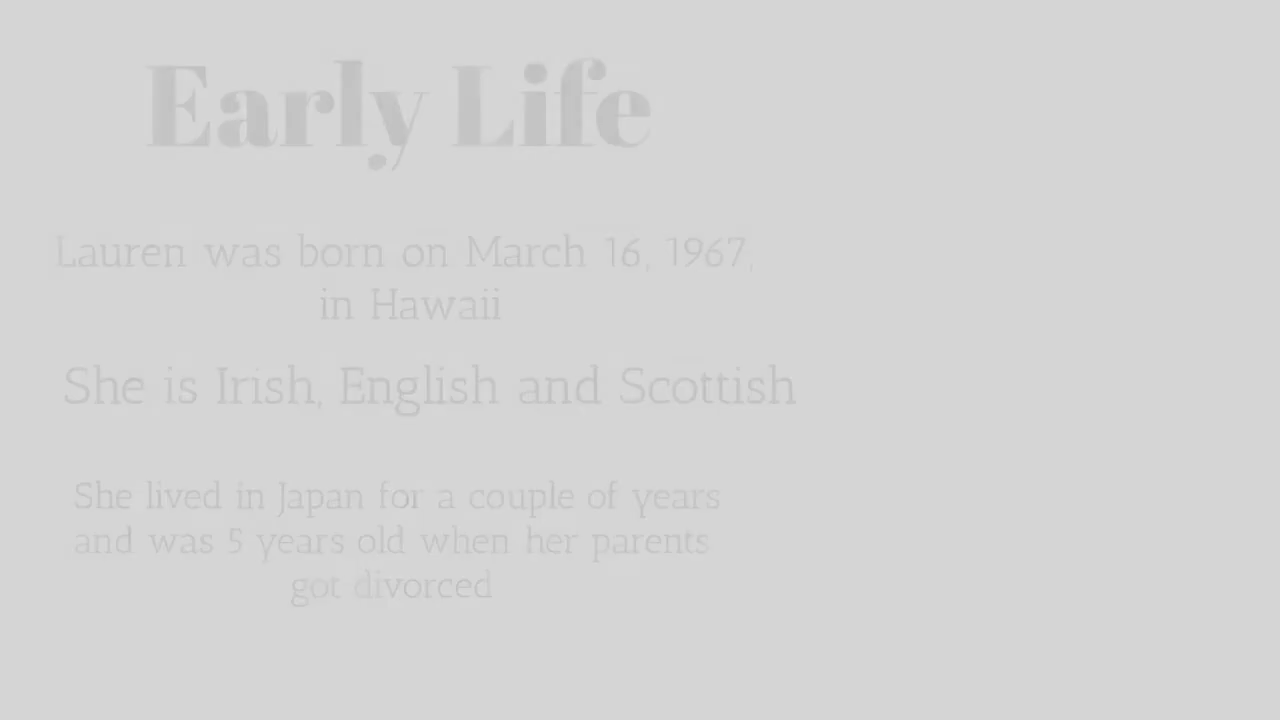 Early Life
Lauren was born on March 16, 1967,
in Hawaii
She is Irish, English and Scottish
She lived in Japan for a couple of years
and was 5 years old when her parents
got divorced